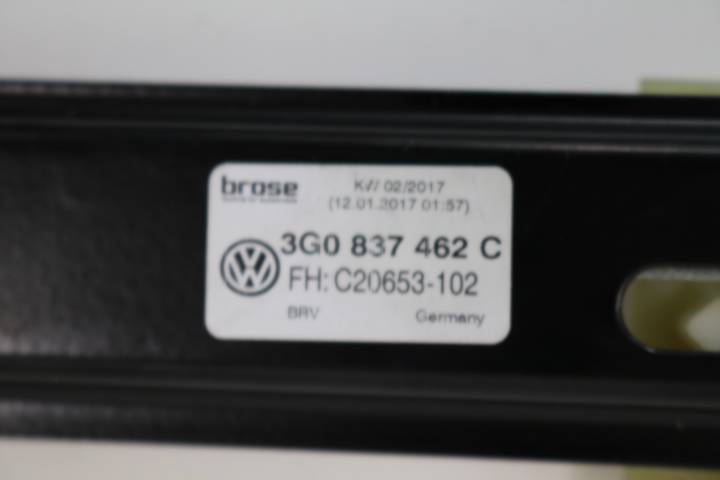 brose
KW 02/2017
(12.01.2017 01:57)
3G0 837 462 C
FH: C20653-102
BRV Germany